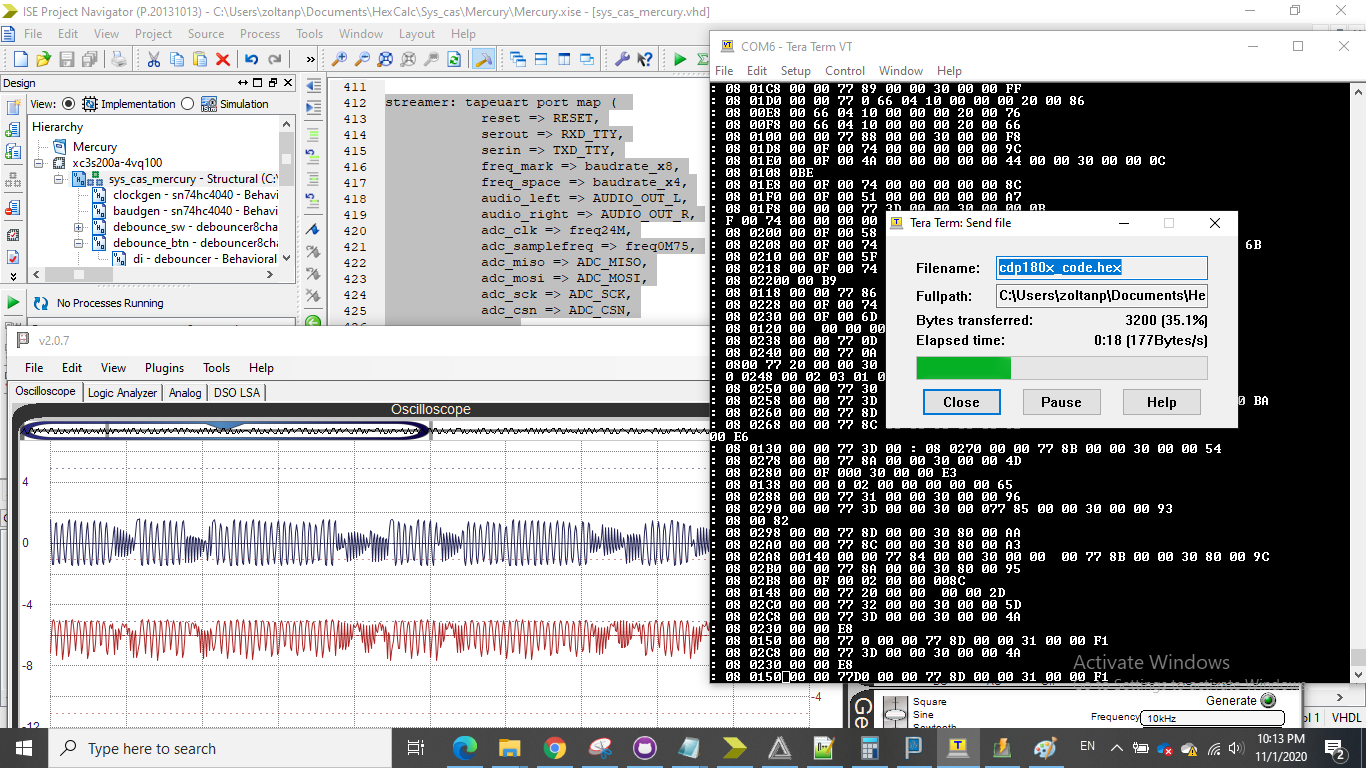 ISE Project Navigator (P.20131013) - C:\Users\zoltanp\Documents\HexCalc\Sys_cas\Mercury\Mercury.xise - [sys_cas_mercury.vhd]
File Edit View Project Source Process Tools Window Layout Help
Design
View: Implementation Simulation
Hierarchy
Mercury
xc3s200a-4vq100
sys_cas_mercury - Structural (C:\
clockgen - sn74hc4040 - Behavi
baudgen - sn74hc4040 - Behavi
debounce_sw - debouncer8cha
debounce_btn - debouncer8che
di - debouncer - Behavioral
No Processes Running
411
412 streamer: tapeuart port map (
413 reset => RESET,
414 serout => RXD_TTY,
415 serin => TXD_TTY,
416 freq_mark => baudrate_x8,
417 freq_space => baudrate_x4,
418 audio_left => AUDIO_OUT_L,
419 audio_right => AUDIO_OUT_R,
420 adc_clk => freq24M,
421 adc_samplefreq => freq0M75,
422 adc_miso => ADC_MISO,
423 adc_mosi => ADC_MOSI,
424 adc_sck => ADC_SCK,
425 adc_csn => ADC_CSN,
426
v2.0.7
File Edit View Plugins Tools Help
Oscilloscope Logic Analyzer Analog DSO LSA
Oscilloscope
4
0
-4
-8
-12
-4
COM6 - Tera Term VT
File Edit Setup Control Window Help
: 08 01C8 00 00 77 89 00 00 30 00 00 FF
: 08 01D0 00 00 77 0 66 04 10 00 00 00 20 00 86
: 08 00E8 00 66 04 10 00 00 00 20 00 76
: 08 00F8 00 66 04 10 00 00 00 20 00 66
: 08 0100 00 00 77 88 00 00 30 00 00 F8
: 08 01D8 00 0F 00 74 00 00 00 00 00 9C
: 08 01E0 00 0F 00 4A 00 00 00 00 00 44 00 00 30 00 00 0C
: 08 0108 0BE
: 08 01E8 00 0F 00 74 00 00 00 00 00 8C
: 08 01F0 00 0F 00 51 00 00 00 00 00 A7
: 08 01F8 00 00 77 3D 00 00 30 00 00 0B
F 00 74 00 00 00 00
: 08 0200 00 0F 00 58
: 08 0208 00 0F 00 74 6B
: 08 0210 00 0F 00 5F
: 08 0218 00 0F 00 74
: 08 02200 00 B9
: 08 0118 00 00 77 86
: 08 0228 00 0F 00 74
: 08 0230 00 0F 00 6D
: 08 0120 00 00 00 00
: 08 0238 00 00 77 0D
: 08 0240 00 00 77 0A
: 0800 77 20 00 00 30
0 0 0248 00 02 03 01 0
: 08 0250 00 00 77 30
: 08 0258 00 00 77 3D 0 BA
: 08 0260 00 00 77 8D
: 08 0268 00 00 77 8C
00 E6
: 08 0130 00 00 77 3D 00 : 08 0270 00 00 77 8B 00 00 30 00 00 54
: 08 0278 00 00 77 8A 00 00 30 00 00 4D
: 08 0280 00 0F 000 30 00 00 E3
: 08 0138 00 00 0 02 00 00 00 00 00 65
: 08 0288 00 00 77 31 00 00 30 00 00 96
: 08 0290 00 00 77 3D 00 00 30 00 077 85 00 00 30 00 00 93
: 08 00 82
: 08 0298 00 00 77 8D 00 00 30 80 00 AA
: 08 02A0 00 00 77 8C 00 00 30 80 00 A3
: 08 02A8 00140 00 00 77 84 00 00 30 00 00 00 77 8B 00 00 30 80 00 9C
: 08 02B0 00 00 77 8A 00 00 30 80 00 95
: 08 02B8 00 0F 00 02 00 00 008C
: 08 0148 00 00 77 20 00 00 00 00 2D
: 08 02C0 00 00 77 32 00 00 30 00 00 5D
: 08 02C8 00 00 77 3D 00 00 30 00 00 4A
: 08 0230 00 00 E8
: 08 0150 00 00 77 0 00 00 77 8D 00 00 31 00 00 F1
: 08 02C8 00 00 77 3D 00 00 30 00 00 4A
: 08 0230 00 00 E8
: 08 0150 00 00 77D0 00 00 77 8D 00 00 31 00 00 F1
Tera Term: Send file
Filename: cdp180x_code.hex
Fullpath: C:\Users\zoltanp\Documents\He
Bytes transferred: 3200 (35.1%)
Elapsed time: 0:18 (177Bytes/s)
Close Pause Help
Activate Windows
Go to Settings to activate Windows.
Square
Sine
Sawtooth
Generate
Frequency 10kHz
VHDL
Type here to search
EN
10:13 PM
11/1/2020
2